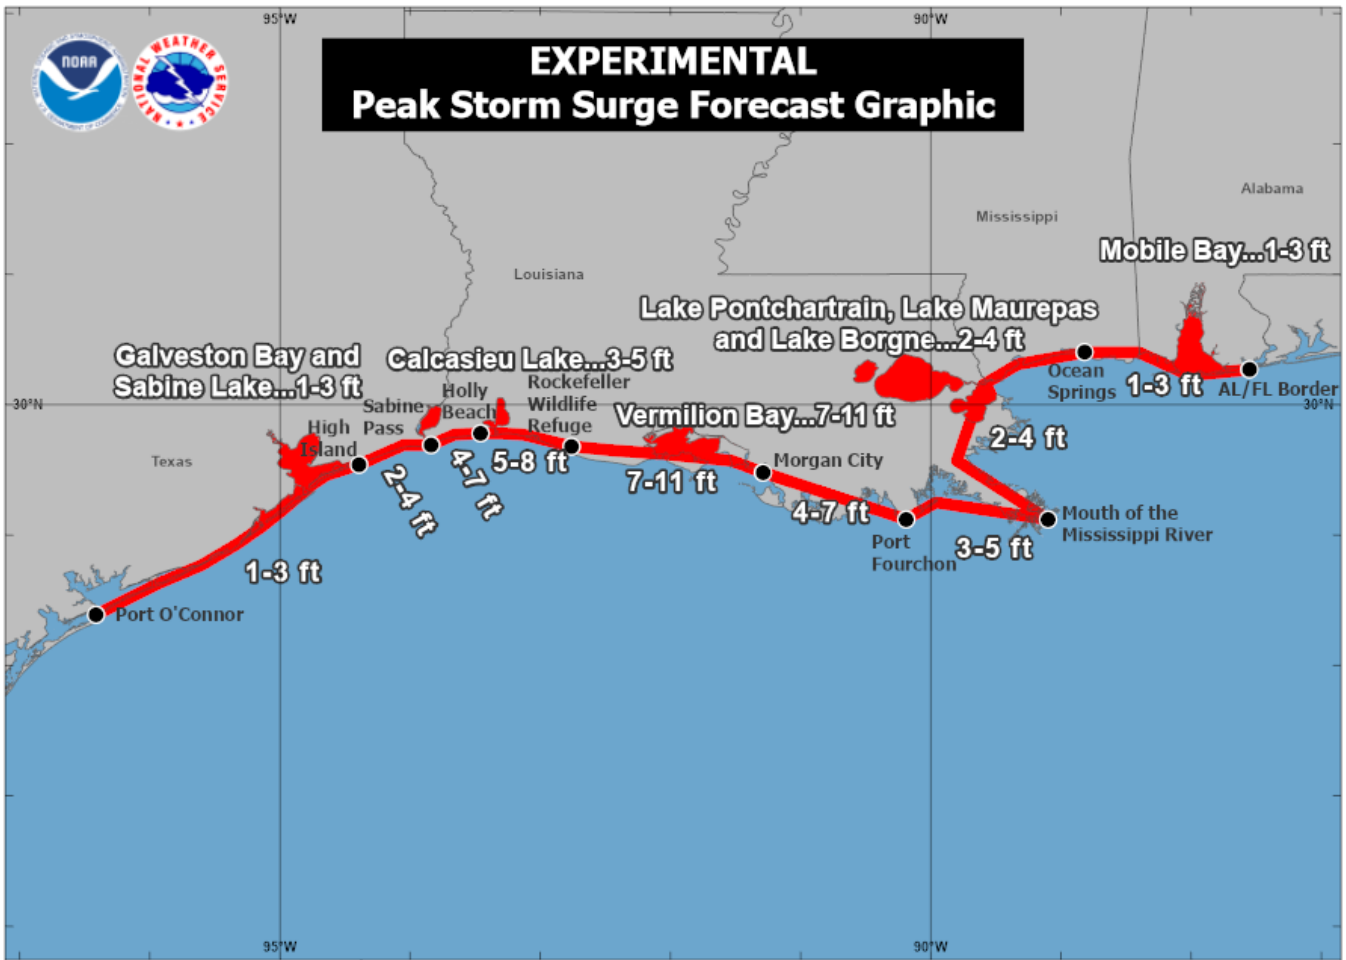 95°W
90°W
NOAA
NATIONAL WEATHER SERVICE
EXPERIMENTAL
Peak Storm Surge Forecast Graphic
Alabama
Mississippi
Mobile Bay...1-3 ft
Louisiana
Lake Pontchartrain, Lake Maurepas
and Lake Borgne...2-4 ft
Galveston Bay and
Sabine Lake...1-3 ft
Calcasieu Lake...3-5 ft
Ocean
Springs
1-3 ft
AL/FL Border
30°N
30°N
Holly
Beach
Rockefeller
Wildlife
Refuge
Sabine
Pass
Vermilion Bay...7-11 ft
High
Island
2-4 ft
Texas
Morgan City
2-4 ft
4-7 ft
5-8 ft
7-11 ft
4-7 ft
Mouth of the
Mississippi River
Port
Fourchon
3-5 ft
1-3 ft
Port O'Connor
95°W
90°W